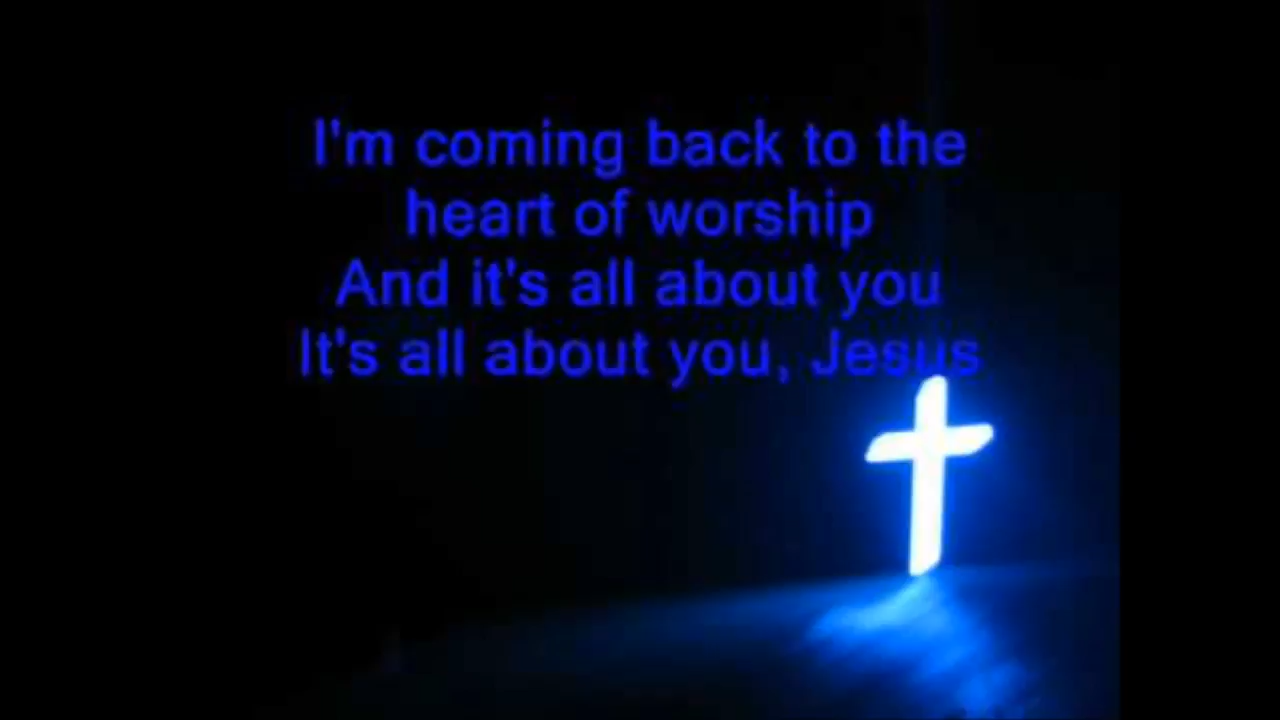 I'm coming back to the
heart of worship
And it's all about you
It's all about you, Jesus